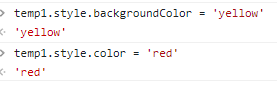 > temp1.style.backgroundColor = 'yellow'
< 'yellow'
> temp1.style.color = 'red'
< 'red'